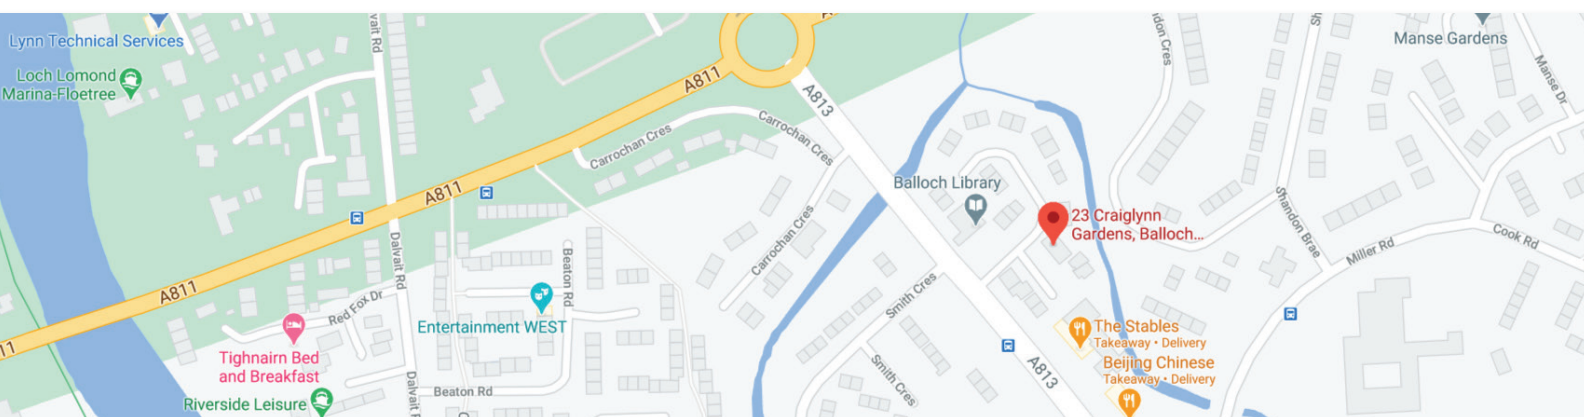 Lynn Technical Services
Loch Lomond
Marina-Floetree
Dalvait Rd
A811
A811
A811
11
Carrochan Cres
Carrochan Cres
Carrochan Cres
A813
Balloch Library
23 Craiglynn
Gardens, Balloch...
Manse Gardens
Manse Dr
Shandon Brae
Miller Rd
Cook Rd
Beaton Rd
Entertainment WEST
Red Fox Dr
Tighnairn Bed
and Breakfast
Riverside Leisure
Beaton Rd
Smith Cres
Smith Cres
A813
The Stables
Takeaway • Delivery
Beijing Chinese
Takeaway • Delivery